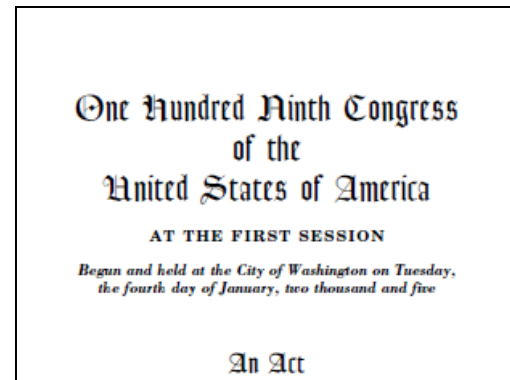 One Hundred Ninth Congress
of the
United States of America
AT THE FIRST SESSION
Begun and held at the City of Washington on Tuesday,
the fourth day of January, two thousand and five
An Act